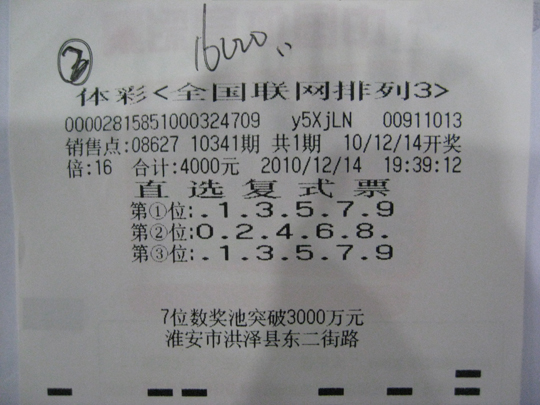 ③ 16000..
体彩<全国联网排列3>
00002815851000324709 y5XjLN 00911013
销售点:08627 10341期 共1期 10/12/14开奖
倍:16 合计:4000元 2010/12/14 19:39:12
直选复式票
第①位:.1.3.5.7.9
第②位:0.2.4.6.8.
第③位:.1.3.5.7.9
7位数奖池突破3000万元
淮安市洪泽县东二街路